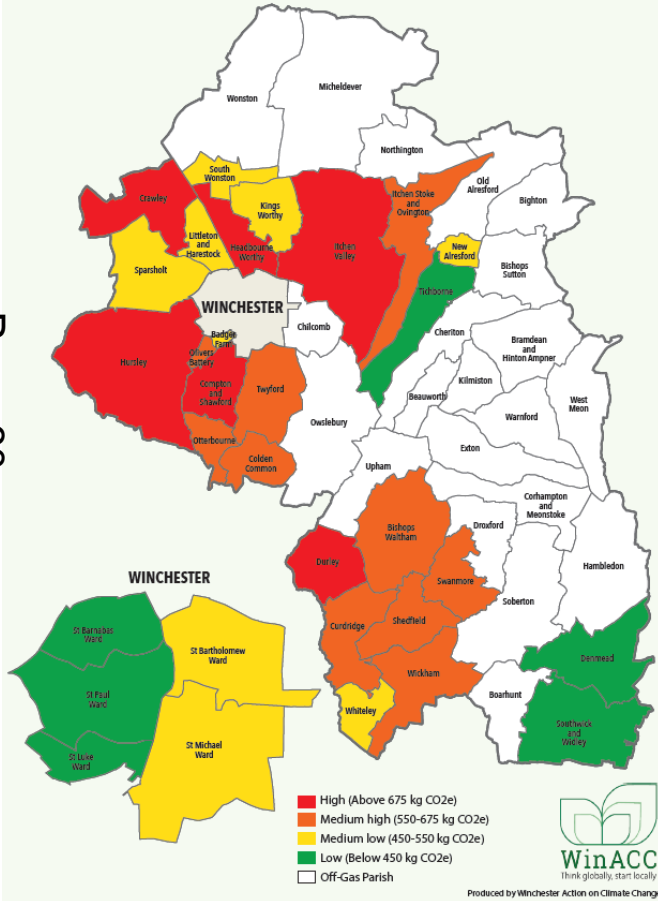 Wonston
Micheldever
Northington
South
Wonston
Crawley
Kings
Worthy
Itchen Stoke
and
Ovington
Old
Alresford
Bighton
Littleton
and
Harestock
Headbourne
Worthy
Itchen
Valley
New
Alresford
Sparsholt
Bishops
Sutton
Tichborne
WINCHESTER
Chilcomb
Cheriton
Badger
Farm
Bramdean
and
Hinton Ampner
Hursley
Olivers
Battery
Compton
and
Shawford
Twyford
Kilmiston
Beauworth
West
Meon
Warnford
Owslebury
Otterbourne
Exton
Colden
Common
Upham
Corhampton
and
Meonstoke
Bishops
Waltham
Droxford
Durley
Hambledon
Swanmore
Soberton
Curdridge
Shedfield
Denmead
Wickham
Boarhunt
Whiteley
Southwick
and
Widley
WINCHESTER
St Barnabas
Ward
St Bartholomew
Ward
St Paul
Ward
St Michael
Ward
St Luke
Ward
High (Above 675 kg CO2e)
Medium high (550-675 kg CO2e)
Medium low (450-550 kg CO2e)
Low (Below 450 kg CO2e)
Off-Gas Parish
WinACC
Think globally, start locally
Produced by Winchester Action on Climate Change